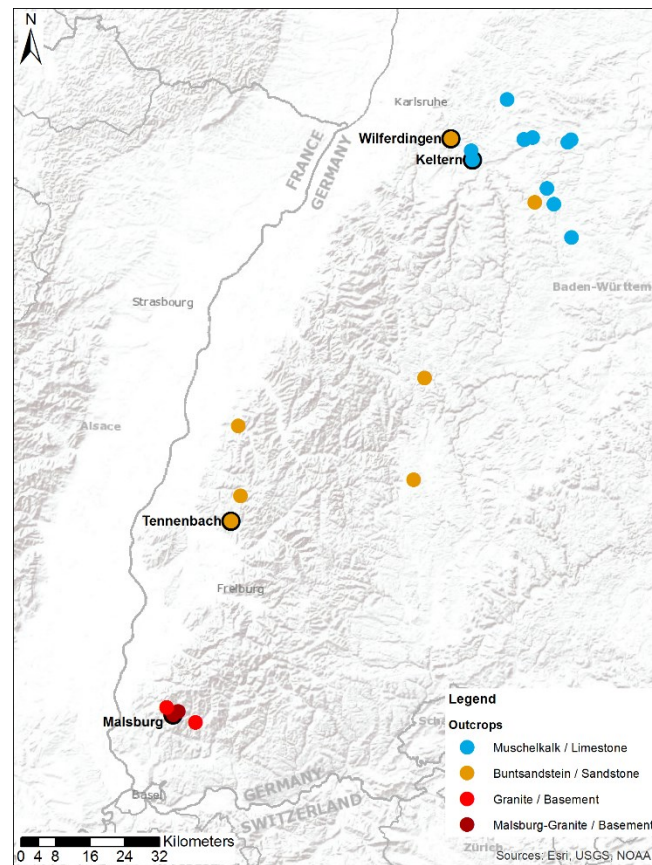 N
Karlsruhe
Wilferdingen
Keltern
FRANCE
GERMANY
Baden-Württem
Strasbourg
Alsace
Tennenbach
Freiburg
Malsburg
Basel
GERMANY
SWITZERLAND
Zürich
Legend
Outcrops
Muschelkalk / Limestone
Buntsandstein / Sandstone
Granite / Basement
Malsburg-Granite / Basement
Kilometers
0 4 8 16 24 32
Sources: Esri, USGS, NOAA